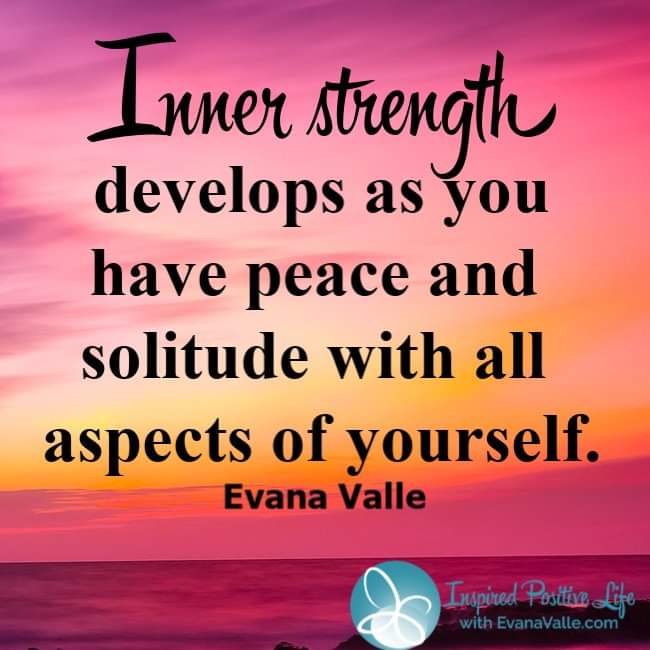 Inner strength
develops as you
have peace and
solitude with all
aspects of yourself.
Evana Valle
Inspired Positive Life
with EvanaValle.com